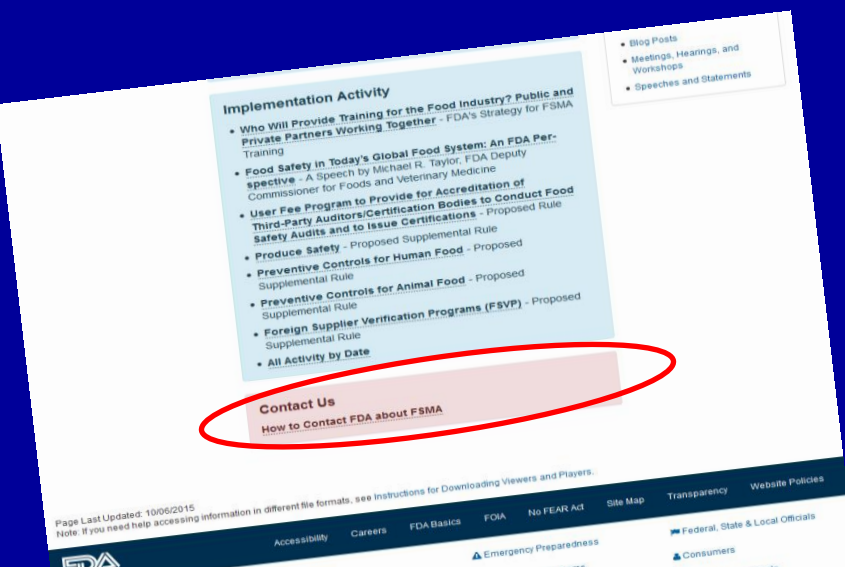 Blog Posts
Meetings, Hearings, and
Workshops
Speeches and Statements
Implementation Activity
Who Will Provide Training for the Food Industry? Public and
Private Partners Working Together - FDA's Strategy for FSMA
Training
Food Safety in Today's Global Food System: An FDA Per-
spective - A Speech by Michael R. Taylor, FDA Deputy
Commissioner for Foods and Veterinary Medicine
User Fee Program to Provide for Accreditation of
Third-Party Auditors/Certification Bodies to Conduct Food
Safety Audits and to Issue Certifications - Proposed Rule
Produce Safety - Proposed Supplemental Rule
Preventive Controls for Human Food - Proposed
Supplemental Rule
Preventive Controls for Animal Food - Proposed
Supplemental Rule
Foreign Supplier Verification Programs (FSVP) - Proposed
Supplemental Rule
All Activity by Date
Contact Us
How to Contact FDA about FSMA
Page Last Updated: 10/06/2015
Note: If you need help accessing information in different file formats, see Instructions for Downloading Viewers and Players.
Accessibility Careers FDA Basics FOIA No FEAR Act Site Map Transparency Website Policies
FDA
Emergency Preparedness
Federal, State & Local Officials
Consumers